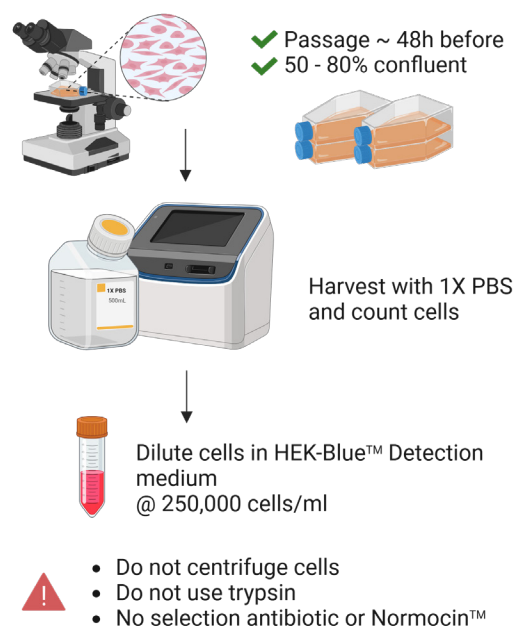 Passage ~ 48h before
50 - 80% confluent
1X PBS
500mL
Harvest with 1X PBS
and count cells
Dilute cells in HEK-Blue™ Detection
medium
@ 250,000 cells/ml
• Do not centrifuge cells
• Do not use trypsin
• No selection antibiotic or Normocin™